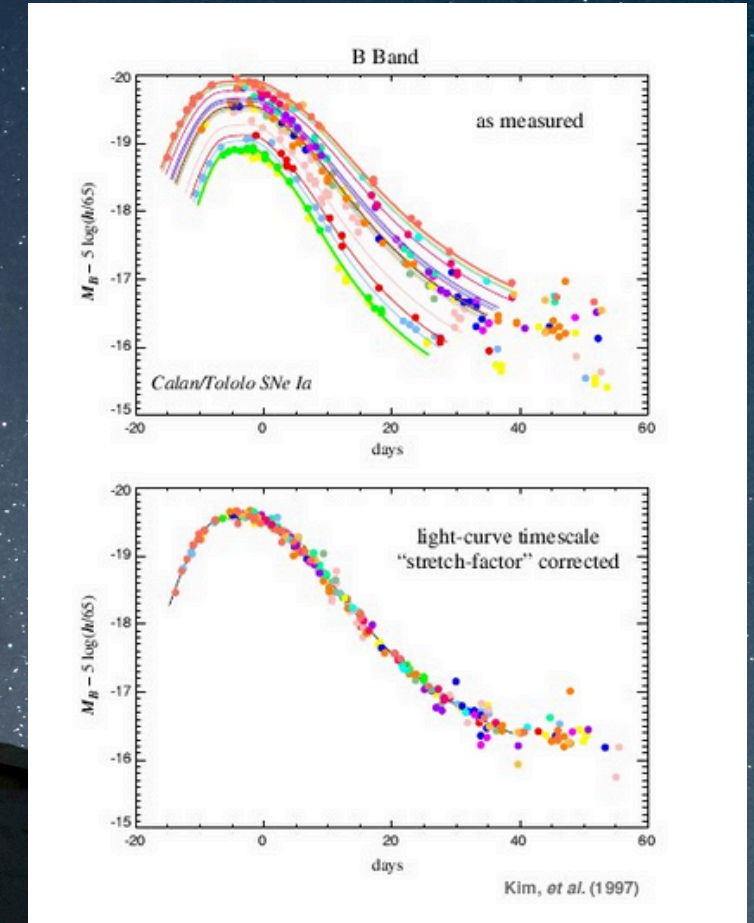 B Band
-20
-19
-18
-17
-16
-15
M_B − 5 log(h/65)
as measured
Calan/Tololo SNe Ia
-20 0 20 40 60
days
-20
-19
-18
-17
-16
-15
M_B − 5 log(h/65)
light-curve timescale
“stretch-factor” corrected
-20 0 20 40 60
days
Kim, et al. (1997)